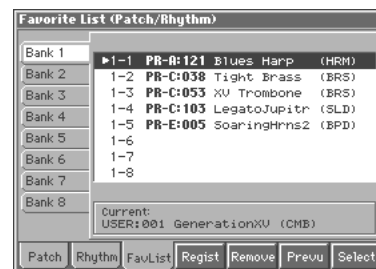 Favorite List (Patch/Rhythm)
Bank 1
Bank 2
Bank 3
Bank 4
Bank 5
Bank 6
Bank 7
Bank 8
▶1-1 PR-A:121 Blues Harp (HRM)
1-2 PR-C:038 Tight Brass (BRS)
1-3 PR-C:053 XV Trombone (BRS)
1-4 PR-C:103 LegatoJupitr (SLD)
1-5 PR-E:005 SoaringHrns2 (BPD)
1-6
1-7
1-8
Current:
USER:001 GenerationXV (CMB)
Patch Rhythm FavList Regist Remove Prevu Select